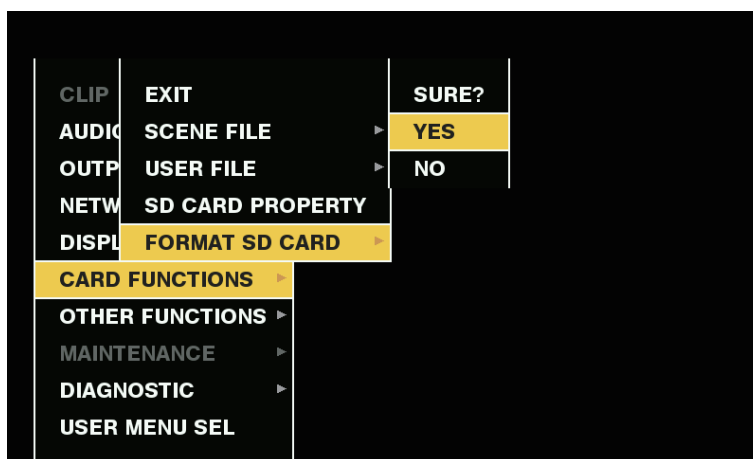 CLIP
AUDIO
OUTP
NETW
DISPL
CARD FUNCTIONS
OTHER FUNCTIONS
MAINTENANCE
DIAGNOSTIC
USER MENU SEL
EXIT
SCENE FILE
USER FILE
SD CARD PROPERTY
FORMAT SD CARD
SURE?
YES
NO